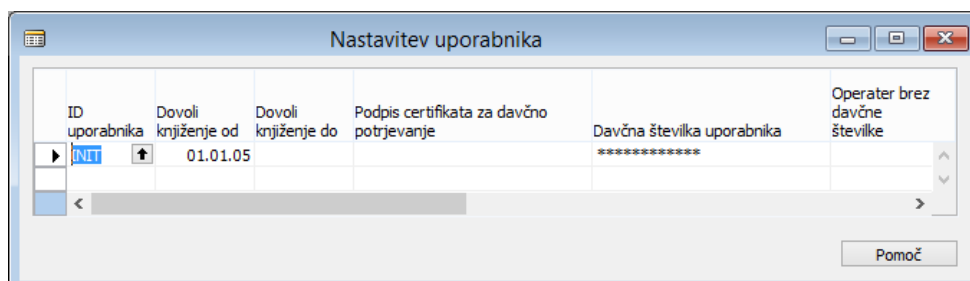 Nastavitev uporabnika
ID uporabnika
Dovoli knjiženje od
Dovoli knjiženje do
Podpis certifikata za davčno potrjevanje
Davčna številka uporabnika
Operater brez davčne številke
INIT
01.01.05
************
Pomoč